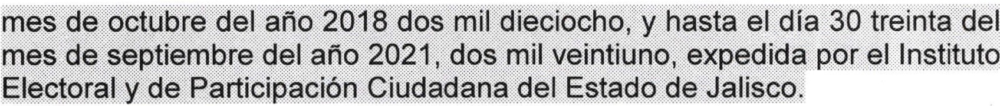 mes de octubre del año 2018 dos mil dieciocho, y hasta el día 30 treinta del
mes de septiembre del año 2021, dos mil veintiuno, expedida por el Instituto
Electoral y de Participación Ciudadana del Estado de Jalisco.